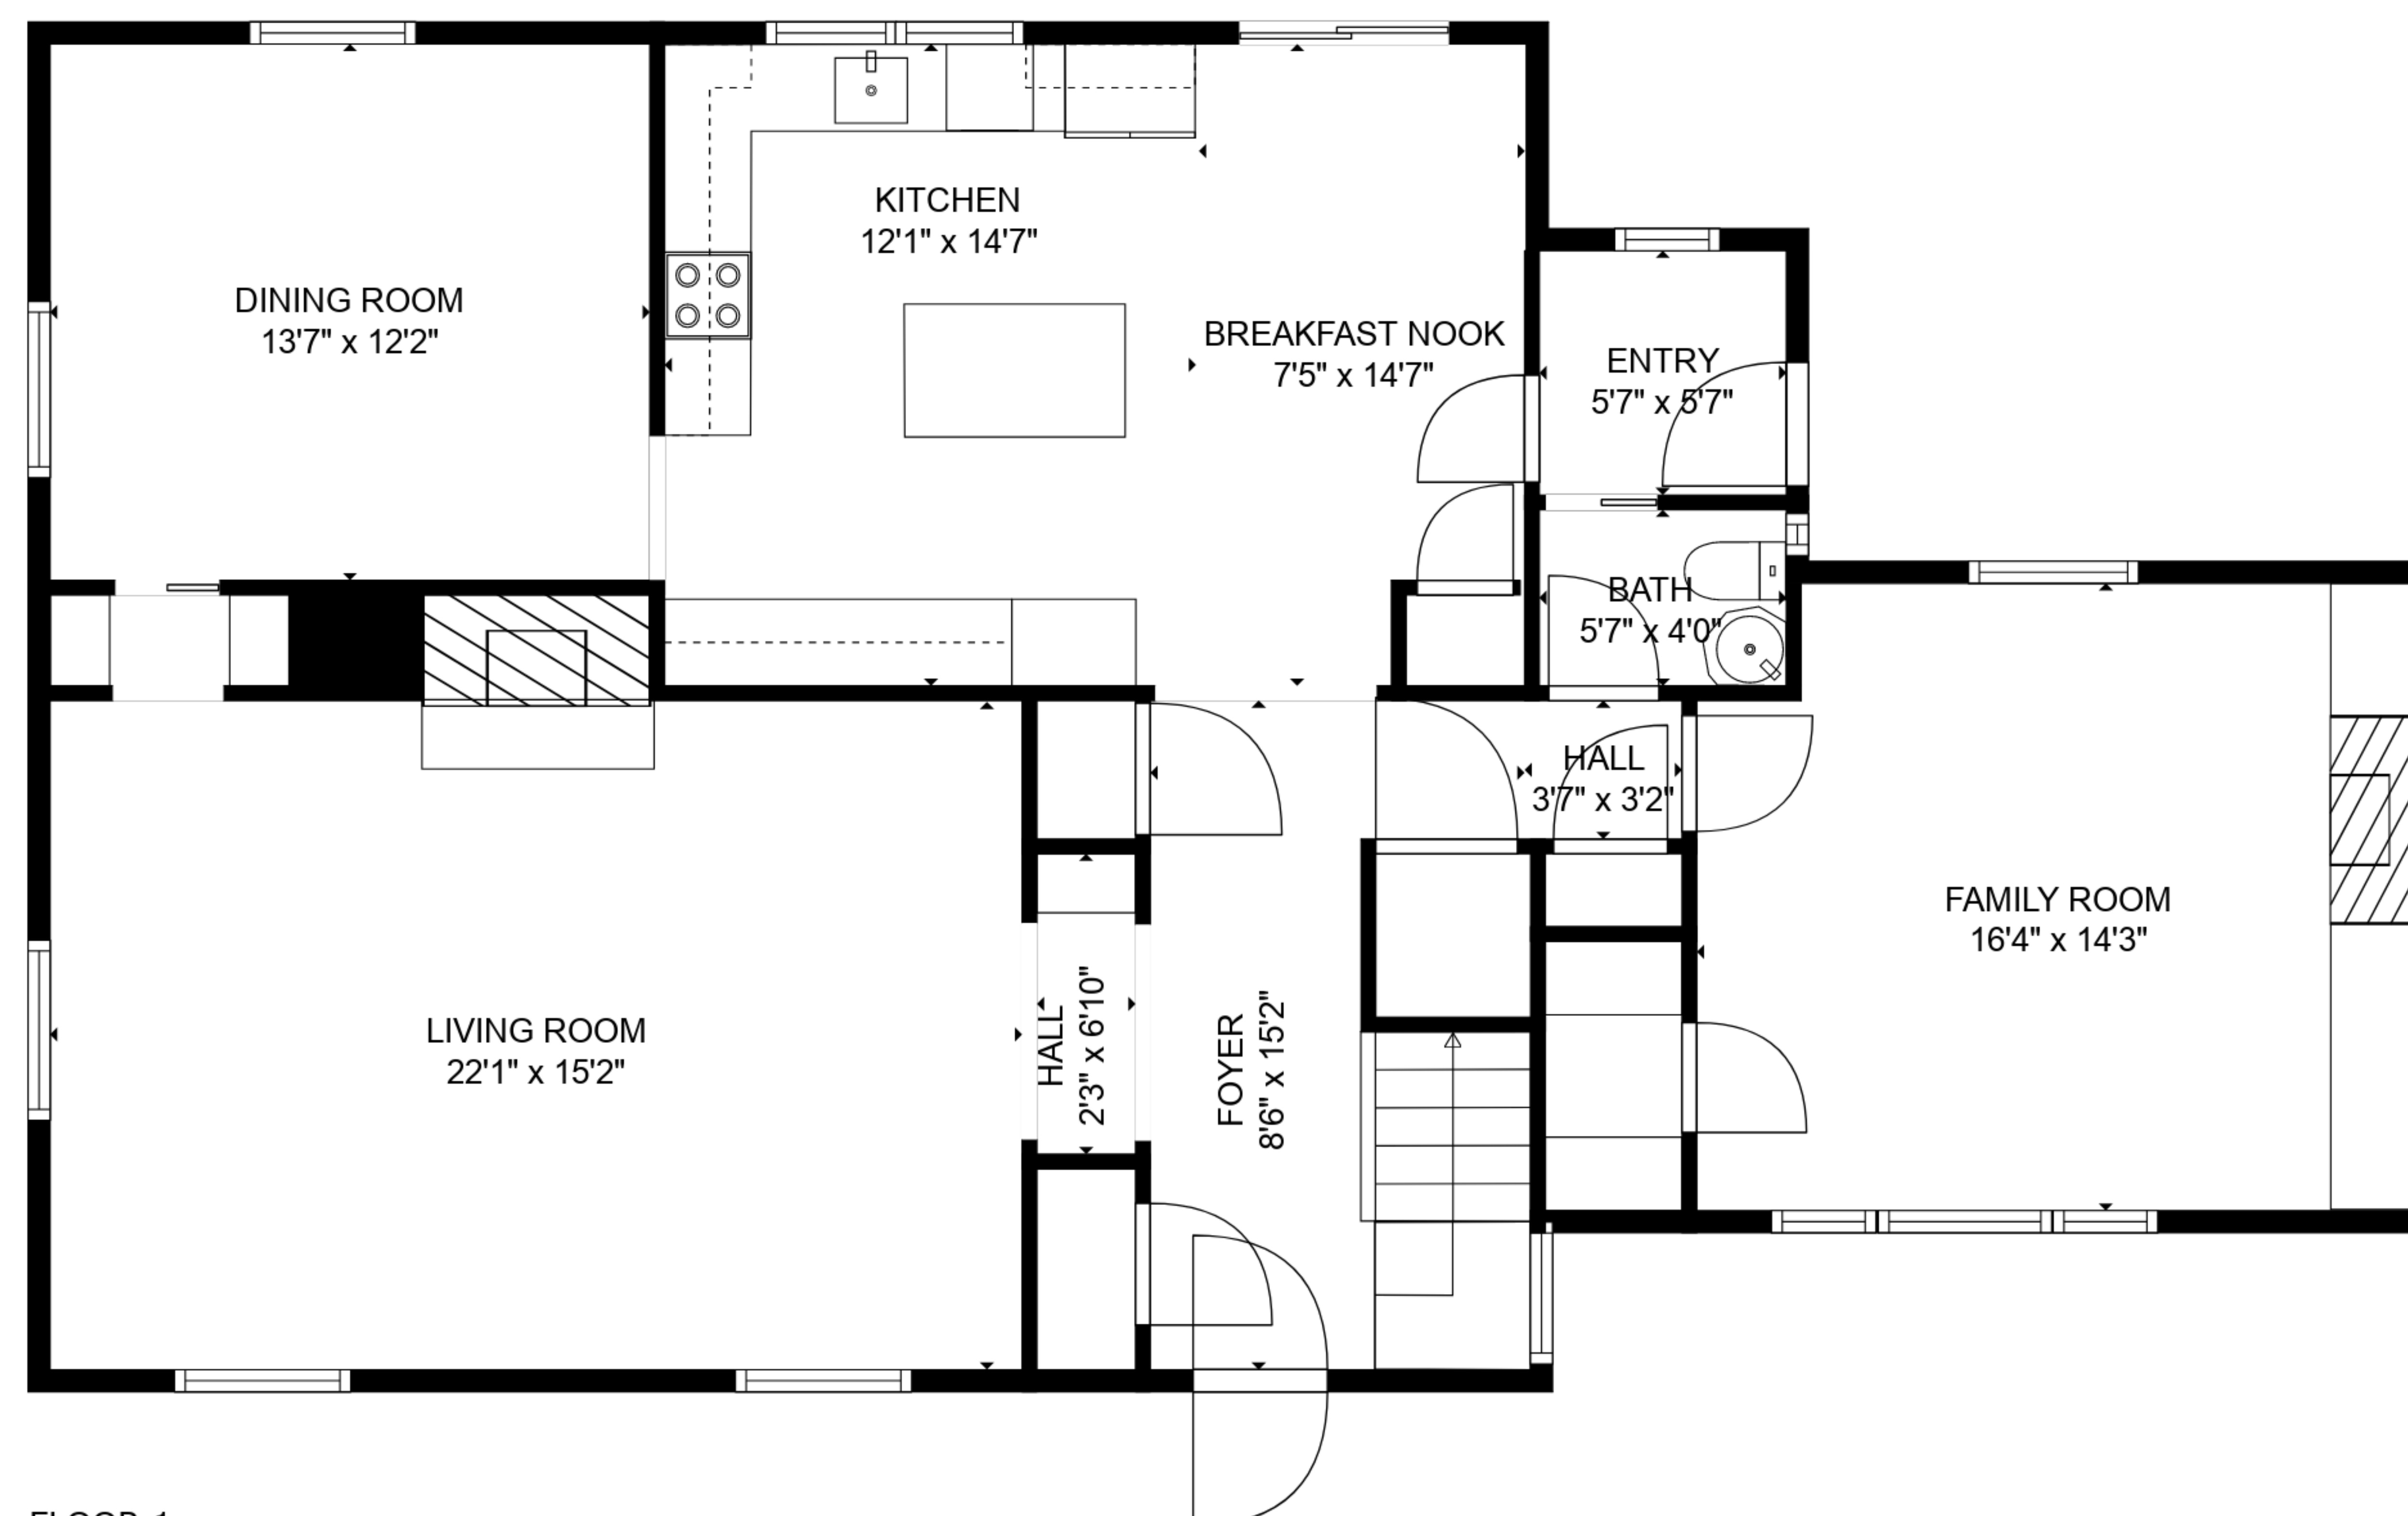 KITCHEN
12'1" x 14'7"
DINING ROOM
13'7" x 12'2"
BREAKFAST NOOK
7'5" x 14'7"
ENTRY
5'7" x 5'7"
BATH
5'7" x 4'0"
HALL
3'7" x 3'2"
FAMILY ROOM
16'4" x 14'3"
LIVING ROOM
22'1" x 15'2"
HALL
2'3" x 6'10"
FOYER
8'6" x 15'2"
FLOOR 1